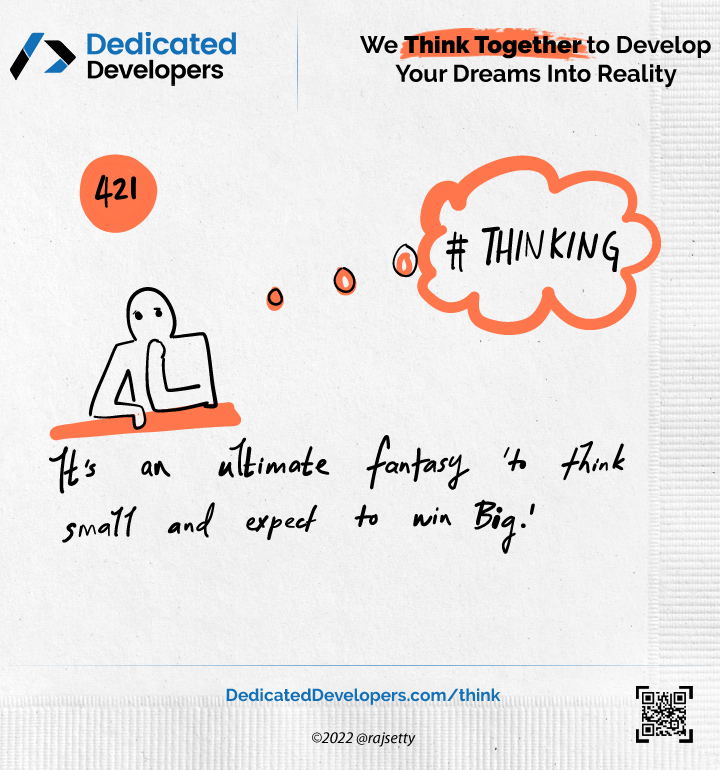 Dedicated
Developers
We Think Together to Develop
Your Dreams Into Reality
421
# THINKING
It's an ultimate fantasy 'to think
small and expect to win Big.'
DedicatedDevelopers.com/think
©2022 @rajsetty